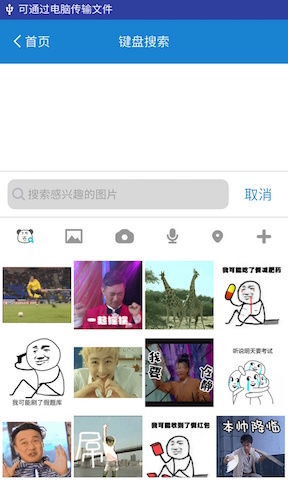 可通过电脑传输文件
首页
键盘搜索
搜索感兴趣的图片
取消
我可能吃了假减肥药
一起摇摆
听说明天要考试
我可能刷了假题库
我要
冷静
我可能收到了假红包
本帅降临
屌